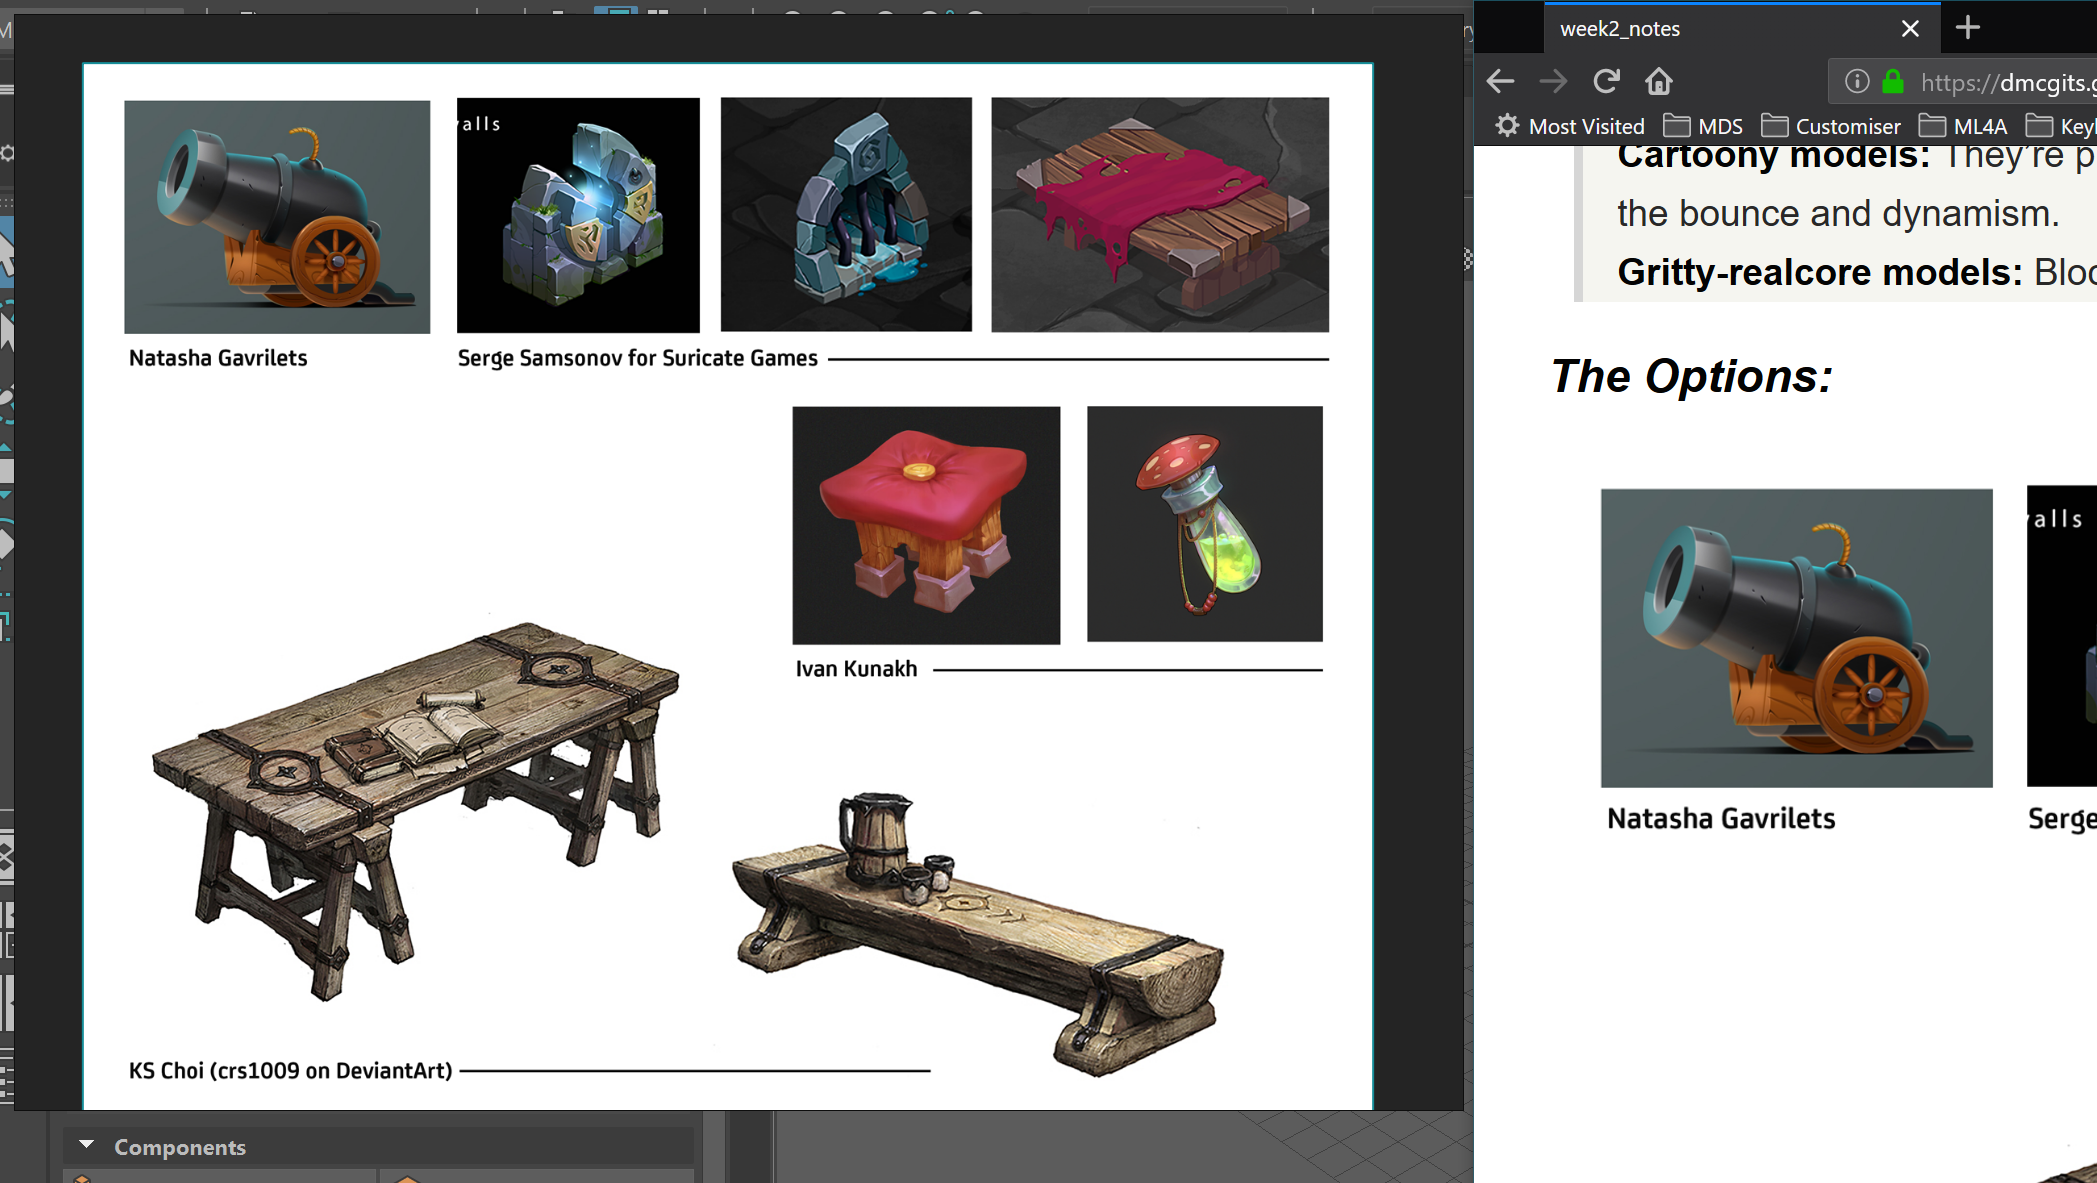 alls
Natasha Gavrilets
Serge Samsonov for Suricate Games
Ivan Kunakh
KS Choi (crs1009 on DeviantArt)
Components
week2_notes
https://dmcgits.g
Most Visited
MDS
Customiser
ML4A
Keyl
Cartoony models: They're p
the bounce and dynamism.
Gritty-realcore models: Bloc
The Options:
alls
Natasha Gavrilets
Serge